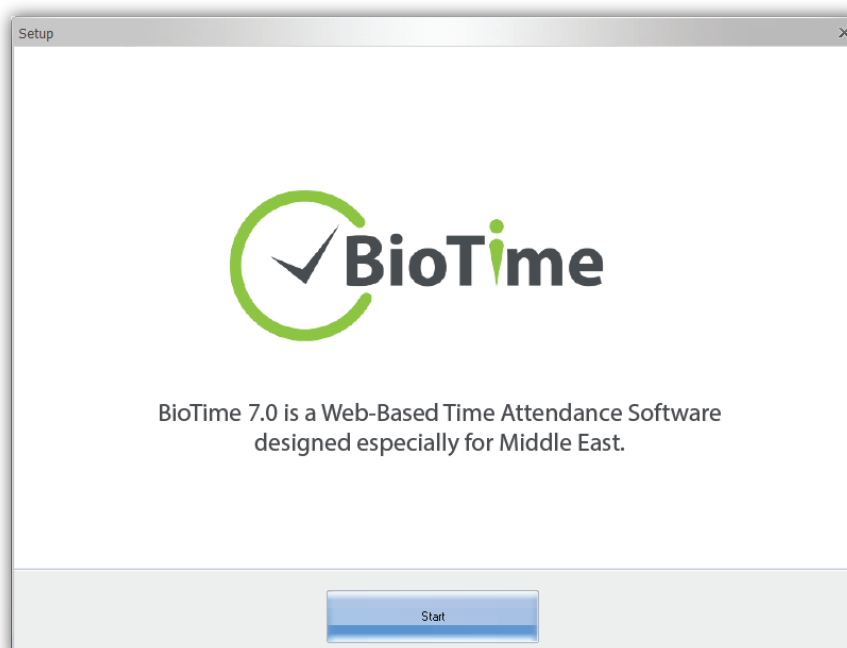 Setup
BioTime
BioTime 7.0 is a Web-Based Time Attendance Software
designed especially for Middle East.
Start